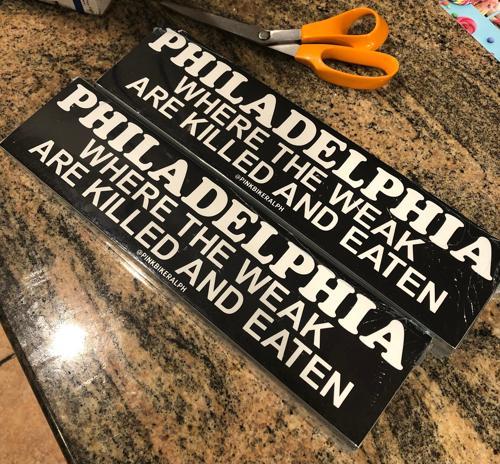 PHILADELPHIA
WHERE THE WEAK
ARE KILLED AND EATEN
@PINKBIKERALPH
PHILADELPHIA
WHERE THE WEAK
ARE KILLED AND EATEN
@PINKBIKERALPH